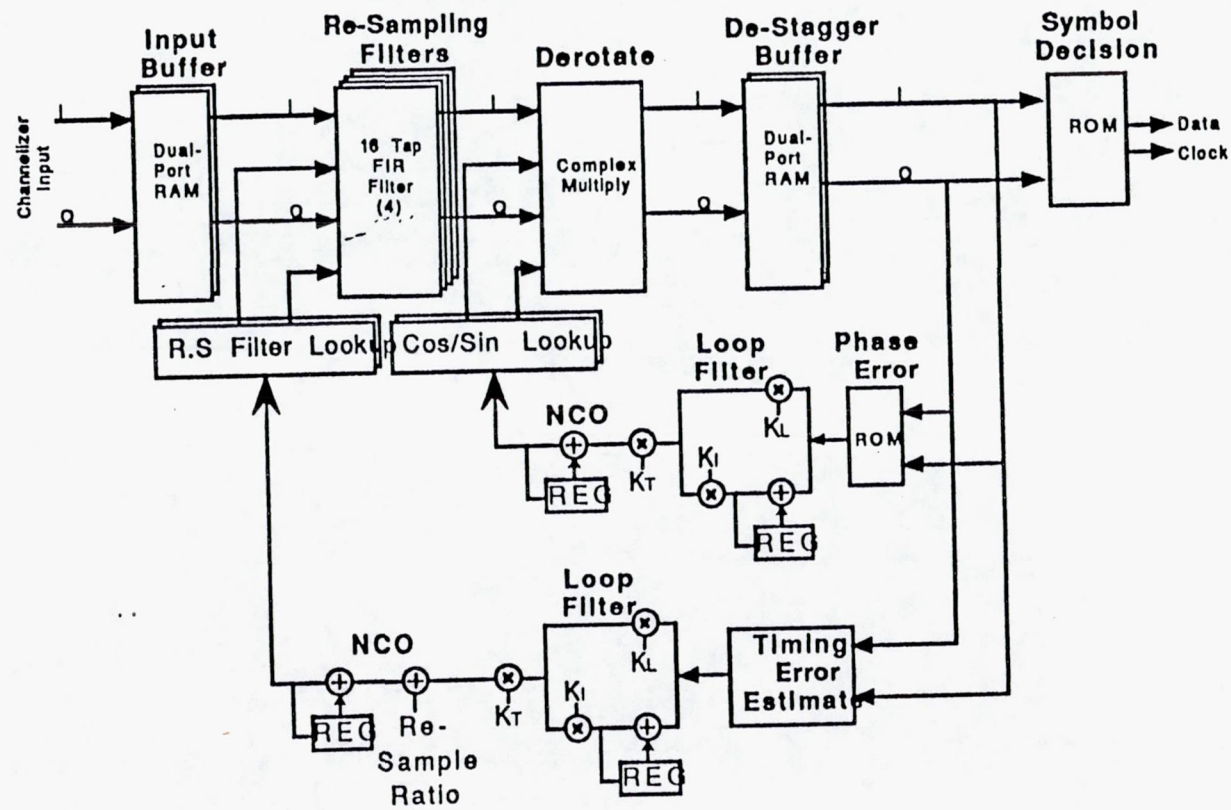 Input
Buffer
Re-Sampling
Filters
Derotate
De-Stagger
Buffer
Symbol
Decision
Channelizer
Input
I
Q
Dual-
Port
RAM
I
Q
16 Tap
FIR
Filter
(4)
I
Q
Complex
Multiply
I
Q
Dual-
Port
RAM
I
Q
ROM
Data
Clock
R.S Filter Lookup
Cos/Sin Lookup
Loop
Filter
Phase
Error
NCO
KL
ROM
KI
KT
REG
REG
Loop
Filter
NCO
KL
Timing
Error
Estimate
KI
KT
REG
Re-
Sample
Ratio
REG